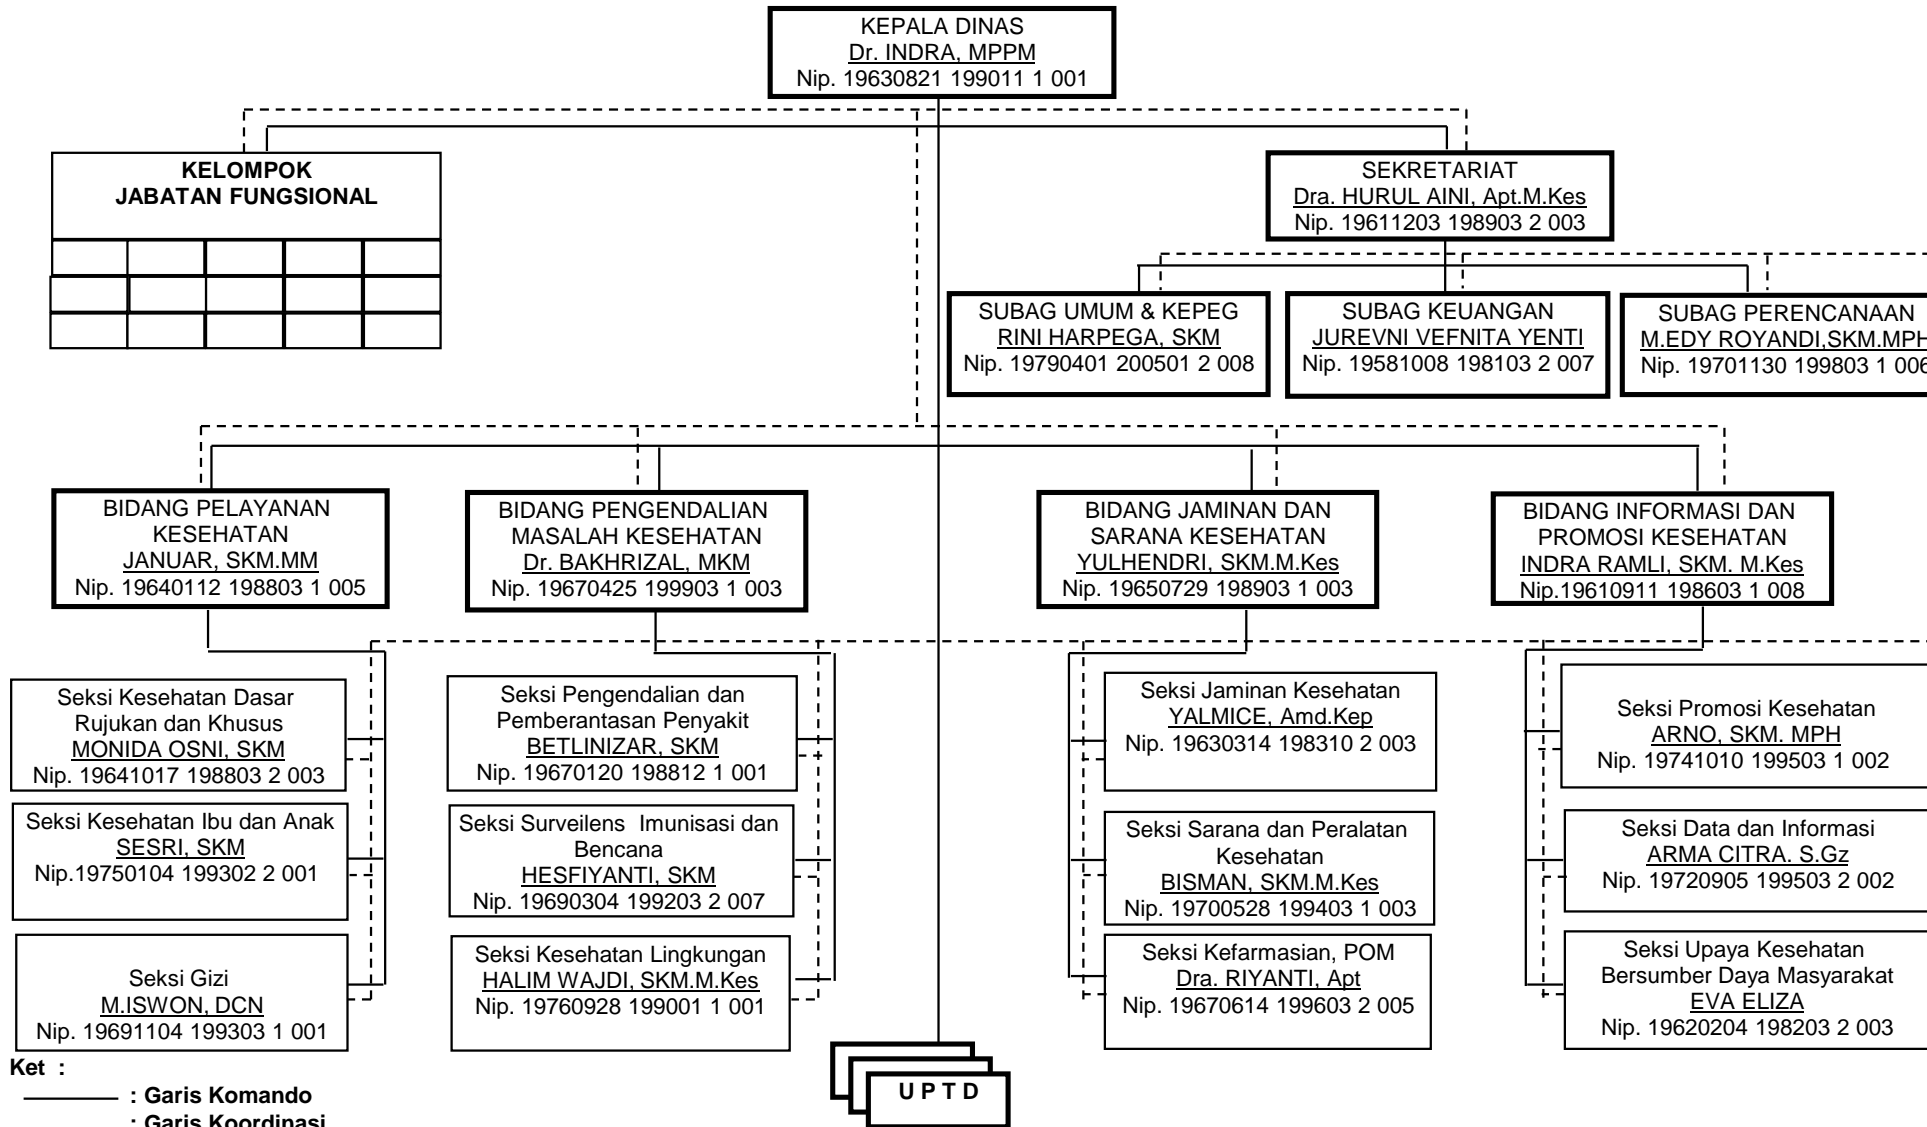 KEPALA DINAS
Dr. INDRA, MPPM
Nip. 19630821 199011 1 001
KELOMPOK
JABATAN FUNGSIONAL
SEKRETARIAT
Dra. HURUL AINI, Apt.M.Kes
Nip. 19611203 198903 2 003
SUBAG UMUM & KEPEG
RINI HARPEGA, SKM
Nip. 19790401 200501 2 008
SUBAG KEUANGAN
JUREVNI VEFNITA YENTI
Nip. 19581008 198103 2 007
SUBAG PERENCANAAN
M.EDY ROYANDI,SKM.MPH
Nip. 19701130 199803 1 006
BIDANG PELAYANAN
KESEHATAN
JANUAR, SKM.MM
Nip. 19640112 198803 1 005
BIDANG PENGENDALIAN
MASALAH KESEHATAN
Dr. BAKHRIZAL, MKM
Nip. 19670425 199903 1 003
BIDANG JAMINAN DAN
SARANA KESEHATAN
YULHENDRI, SKM.M.Kes
Nip. 19650729 198903 1 003
BIDANG INFORMASI DAN
PROMOSI KESEHATAN
INDRA RAMLI, SKM. M.Kes
Nip.19610911 198603 1 008
Seksi Kesehatan Dasar
Rujukan dan Khusus
MONIDA OSNI, SKM
Nip. 19641017 198803 2 003
Seksi Kesehatan Ibu dan Anak
SESRI, SKM
Nip.19750104 199302 2 001
Seksi Gizi
M.ISWON, DCN
Nip. 19691104 199303 1 001
Seksi Pengendalian dan
Pemberantasan Penyakit
BETLINIZAR, SKM
Nip. 19670120 198812 1 001
Seksi Surveilens Imunisasi dan
Bencana
HESFIYANTI, SKM
Nip. 19690304 199203 2 007
Seksi Kesehatan Lingkungan
HALIM WAJDI, SKM.M.Kes
Nip. 19760928 199001 1 001
Seksi Jaminan Kesehatan
YALMICE, Amd.Kep
Nip. 19630314 198310 2 003
Seksi Sarana dan Peralatan
Kesehatan
BISMAN, SKM.M.Kes
Nip. 19700528 199403 1 003
Seksi Kefarmasian, POM
Dra. RIYANTI, Apt
Nip. 19670614 199603 2 005
Seksi Promosi Kesehatan
ARNO, SKM. MPH
Nip. 19741010 199503 1 002
Seksi Data dan Informasi
ARMA CITRA. S.Gz
Nip. 19720905 199503 2 002
Seksi Upaya Kesehatan
Bersumber Daya Masyarakat
EVA ELIZA
Nip. 19620204 198203 2 003
U P T D
Ket :
: Garis Komando
: Garis Koordinasi